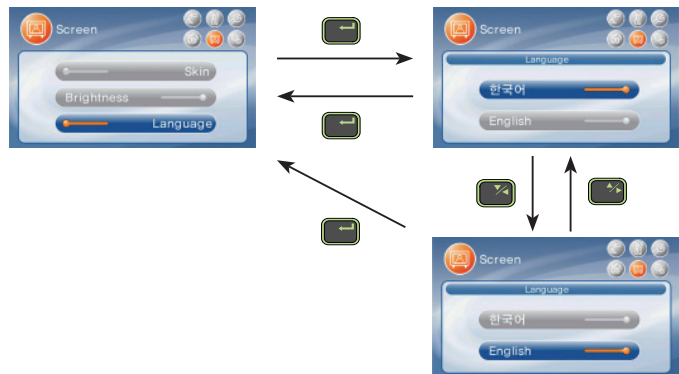 Screen
Skin
Brightness
Language
Screen
Language
한국어
English
Screen
Language
한국어
English